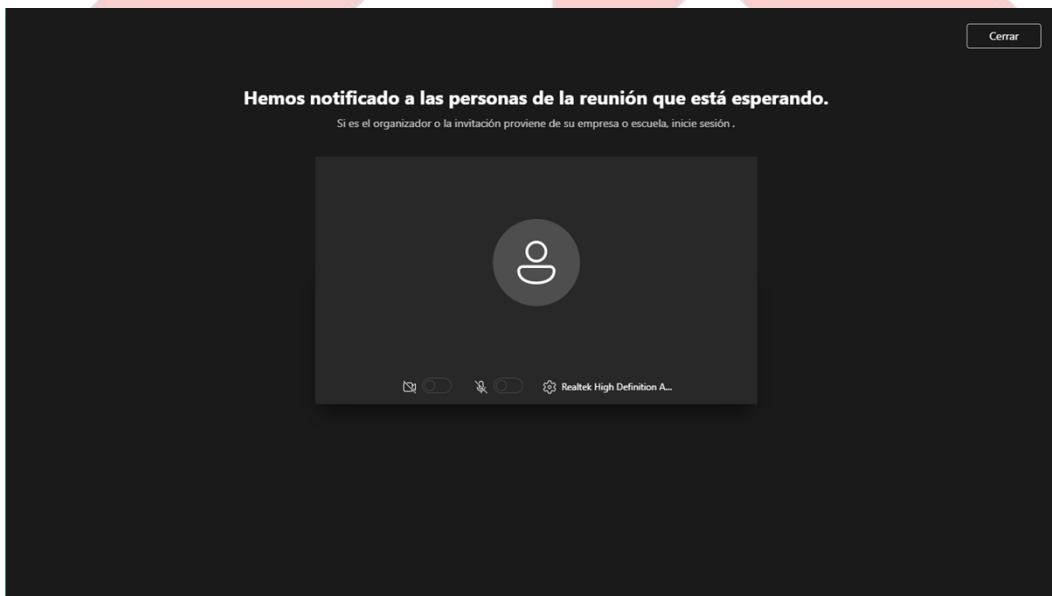 Cerrar
Hemos notificado a las personas de la reunión que está esperando.
Si es el organizador o la invitación proviene de su empresa o escuela, inicie sesión .
Realtek High Definition A...